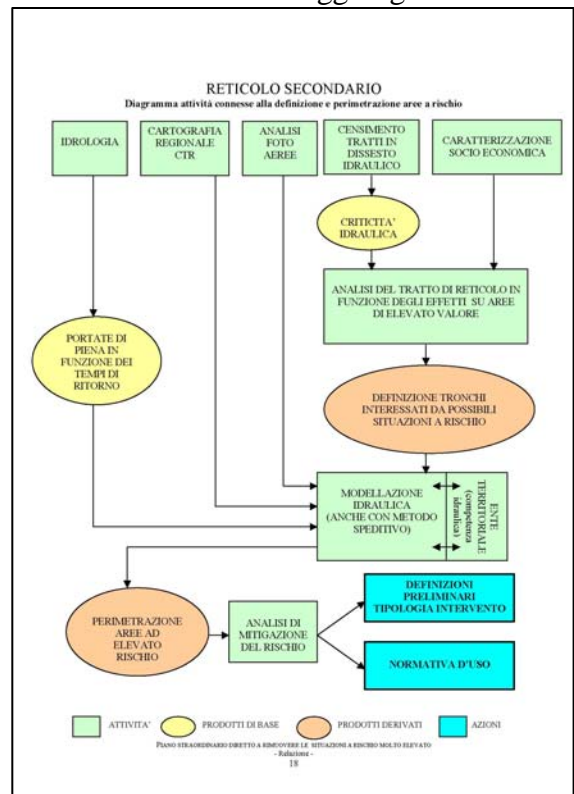 RETICOLO SECONDARIO
Diagramma attività connesse alla definizione e perimetrazione aree a rischio
IDROLOGIA
CARTOGRAFIA
REGIONALE
CTR
ANALISI
FOTO
AEREE
CENSIMENTO
TRATTI IN
DISSESTO
IDRAULICO
CARATTERIZZAZIONE
SOCIO ECONOMICA
CRITICITA'
IDRAULICA
ANALISI DEL TRATTO DI RETICOLO IN
FUNZIONE DEGLI EFFETTI SU AREE
DI ELEVATO VALORE
PORTATE DI
PIENA IN
FUNZIONE DEI
TEMPI DI
RITORNO
DEFINIZIONE TRONCHI
INTERESSATI DA POSSIBILI
SITUAZIONI A RISCHIO
MODELLAZIONE
IDRAULICA
(ANCHE CON METODO
SPEDITIVO)
ENTE
TERRITORIALE
(competenza
idraulica)
PERIMETRAZIONE
AREE AD
ELEVATO
RISCHIO
ANALISI DI
MITIGAZIONE
DEL RISCHIO
DEFINIZIONI
PRELIMINARI
TIPOLOGIA INTERVENTO
NORMATIVA D'USO
ATTIVITA'
PRODOTTI DI BASE
PRODOTTI DERIVATI
AZIONI
PIANO STRAORDINARIO DIRETTO A RIMUOVERE LE SITUAZIONI A RISCHIO MOLTO ELEVATO
- Relazione -
18